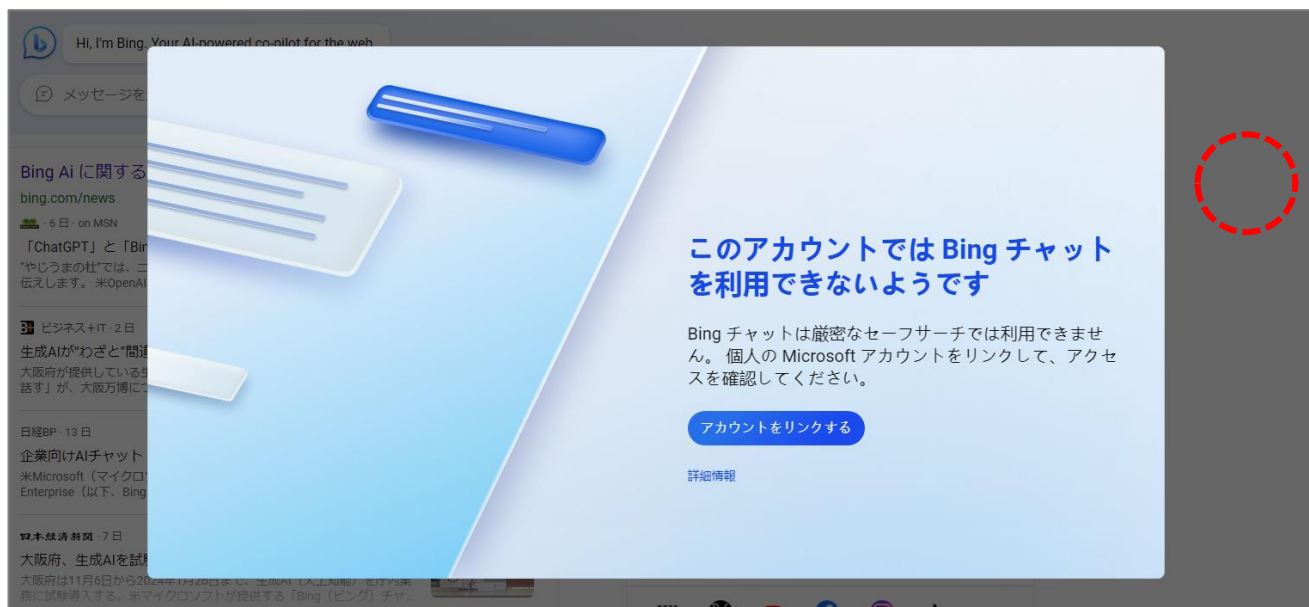 Hi, I'm Bing. Your AI-powered co-pilot for the web
メッセージを
Bing Ai に関する
bing.com/news
· 6 日 · on MSN
「ChatGPT」と「Bin
“やじうまの杜”では、ニ
伝えします。 米OpenAI
ビジネス+IT · 2 日
生成AIが“わざと”間違
大阪府が提供している生
話す」が、大阪万博につ
日経BP · 13 日
企業向けAIチャット
米Microsoft（マイクロソ
Enterprise（以下、Bing
日本経済新聞 · 7 日
大阪府、生成AIを試験
大阪府は11月6日から2024年1月26日まで、生成AI（人工知能）を庁内業
務に試験導入する。米マイクロソフトが提供する「Bing（ビング）チャ...
このアカウントでは Bing チャット
を利用できないようです
Bing チャットは厳密なセーフサーチでは利用できませ
ん。 個人の Microsoft アカウントをリンクして、アクセ
スを確認してください。
アカウントをリンクする
詳細情報